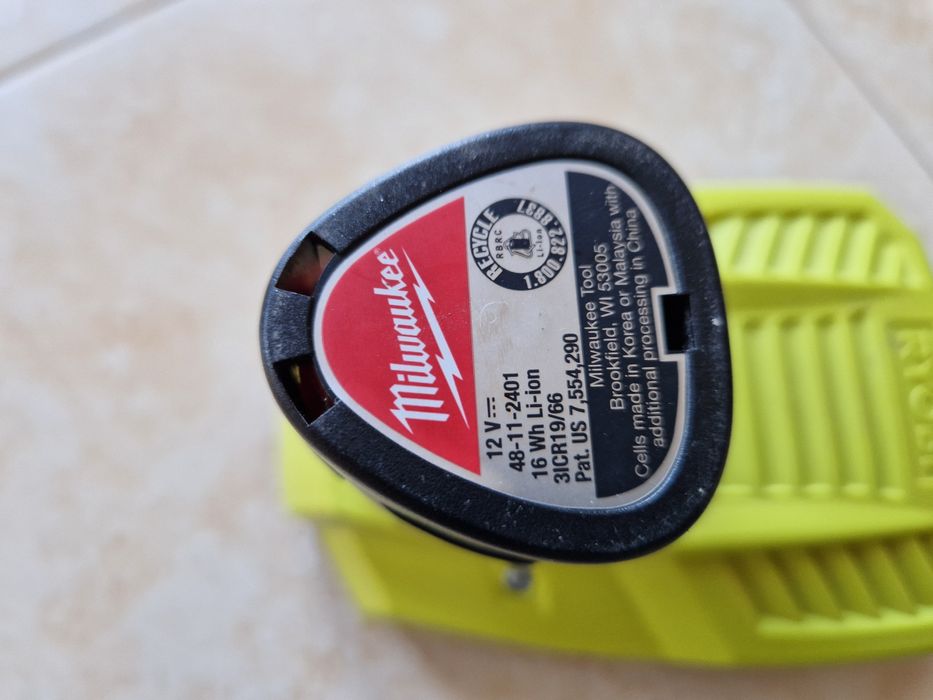 Milwaukee®
RECYCLE
RBRC
Li-Ion
1.800.822.8837
12 V⎓
48-11-2401
16 Wh Li-ion
3ICR19/66
Pat. US 7,554,290
Milwaukee Tool
Brookfield, WI 53005
Cells made in Korea or Malaysia with
additional processing in China
RYOBI